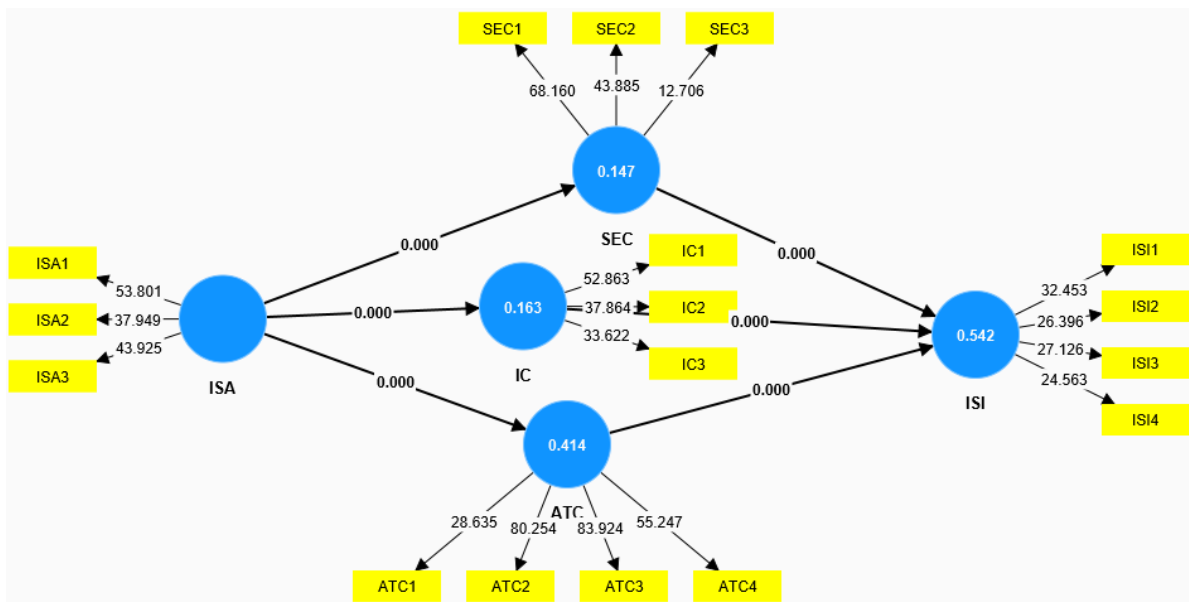 SEC1 SEC2 SEC3
68.160 43.885 12.706
0.147
SEC
0.000
0.000
ISA1
ISA2
ISA3
53.801
37.949
43.925
ISA
0.000
0.163
IC
IC1
IC2
IC3
52.863
37.864
33.622
0.000
0.542
ISI
ISI1
ISI2
ISI3
ISI4
32.453
26.396
27.126
24.563
0.000
0.000
0.414
ATC
28.635 80.254 83.924 55.247
ATC1 ATC2 ATC3 ATC4